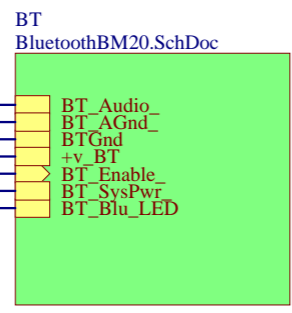 BT
BluetoothBM20.SchDoc
BT_Audio_
BT_AGnd_
BTGnd
+v_BT
BT_Enable_
BT_SysPwr_
BT_Blu_LED